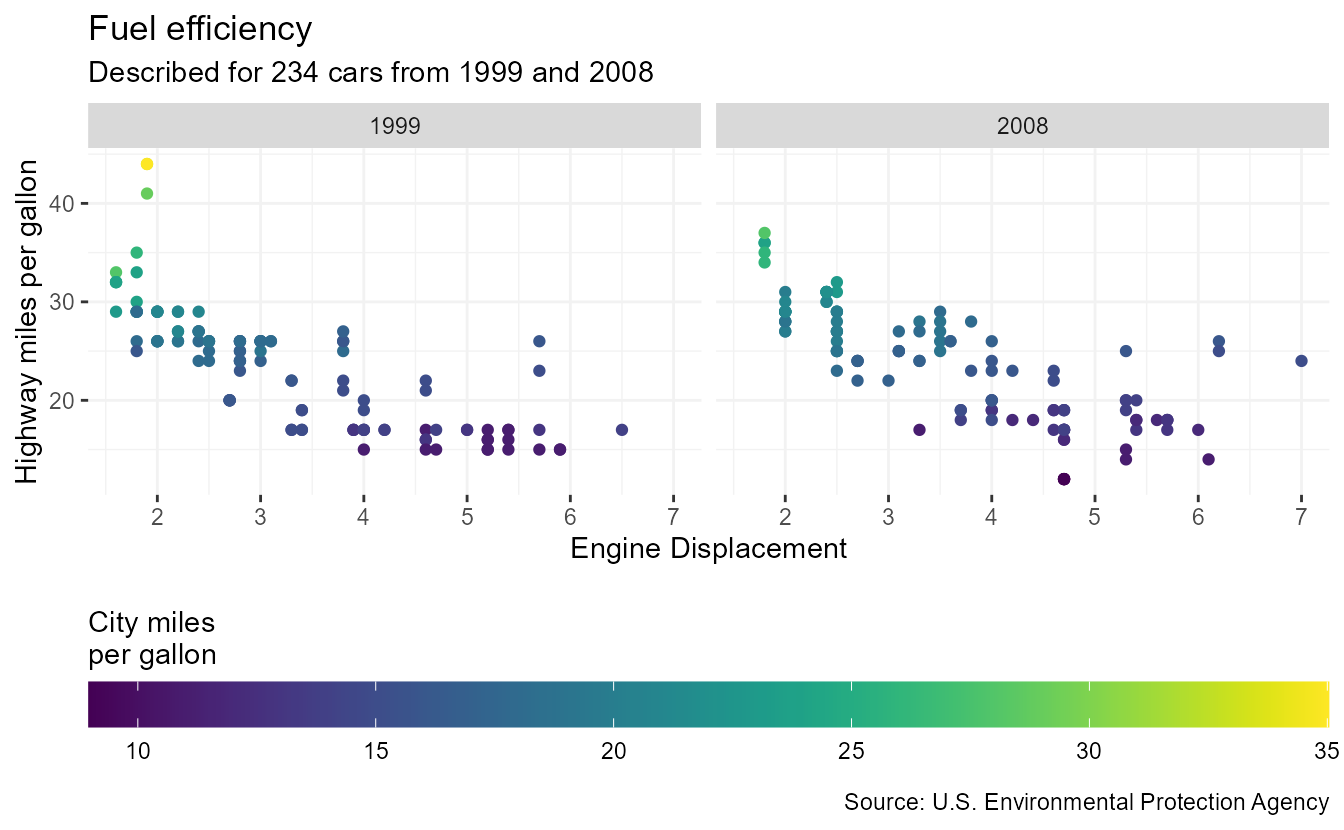 Fuel efficiency
Described for 234 cars from 1999 and 2008
1999
2008
Highway miles per gallon
40
30
20
2 3 4 5 6 7
2 3 4 5 6 7
Engine Displacement
City miles
per gallon
10 15 20 25 30 35
Source: U.S. Environmental Protection Agency